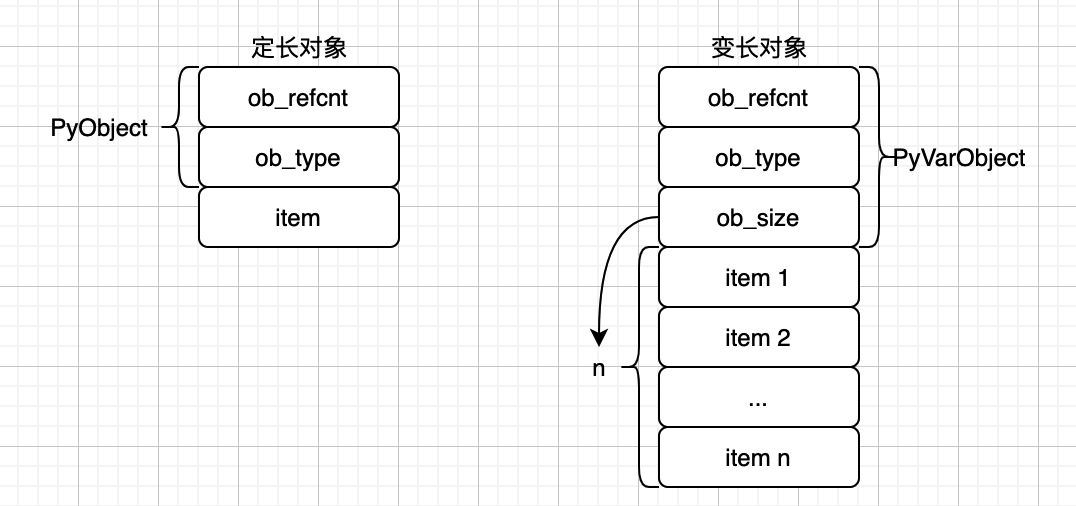 定长对象
ob_refcnt
PyObject
ob_type
item
变长对象
ob_refcnt
ob_type
PyVarObject
ob_size
item 1
item 2
n
...
item n